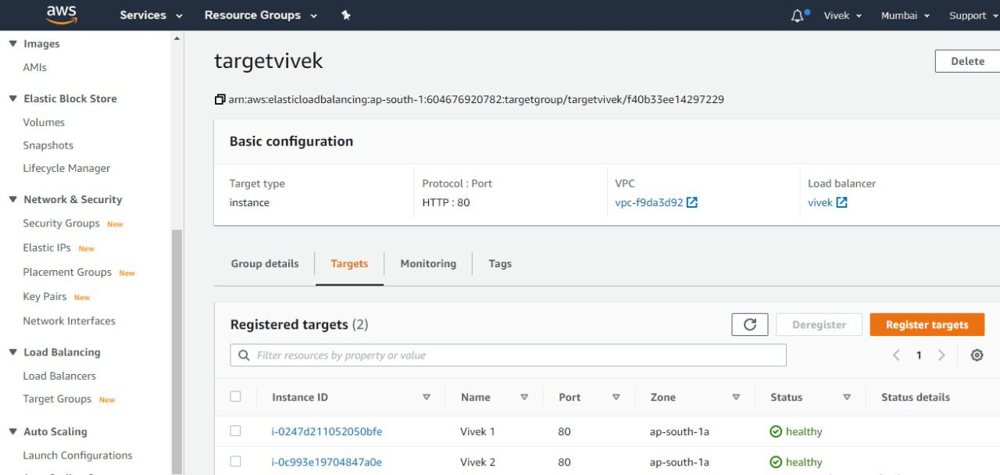 aws Services Resource Groups Vivek Mumbai Support
Images
AMIs
Elastic Block Store
Volumes
Snapshots
Lifecycle Manager
Network & Security
Security Groups New
Elastic IPs New
Placement Groups New
Key Pairs New
Network Interfaces
Load Balancing
Load Balancers
Target Groups New
Auto Scaling
Launch Configurations
targetvivek
Delete
arn:aws:elasticloadbalancing:ap-south-1:604676920782:targetgroup/targetvivek/f40b33ee14297229
Basic configuration
Target type Protocol : Port VPC Load balancer
instance HTTP : 80 vpc-f9da3d92 vivek
Group details Targets Monitoring Tags
Registered targets (2) Deregister Register targets
Filter resources by property or value 1
Instance ID Name Port Zone Status Status details
i-0247d211052050bfe Vivek 1 80 ap-south-1a healthy
i-0c993e19704847a0e Vivek 2 80 ap-south-1a healthy